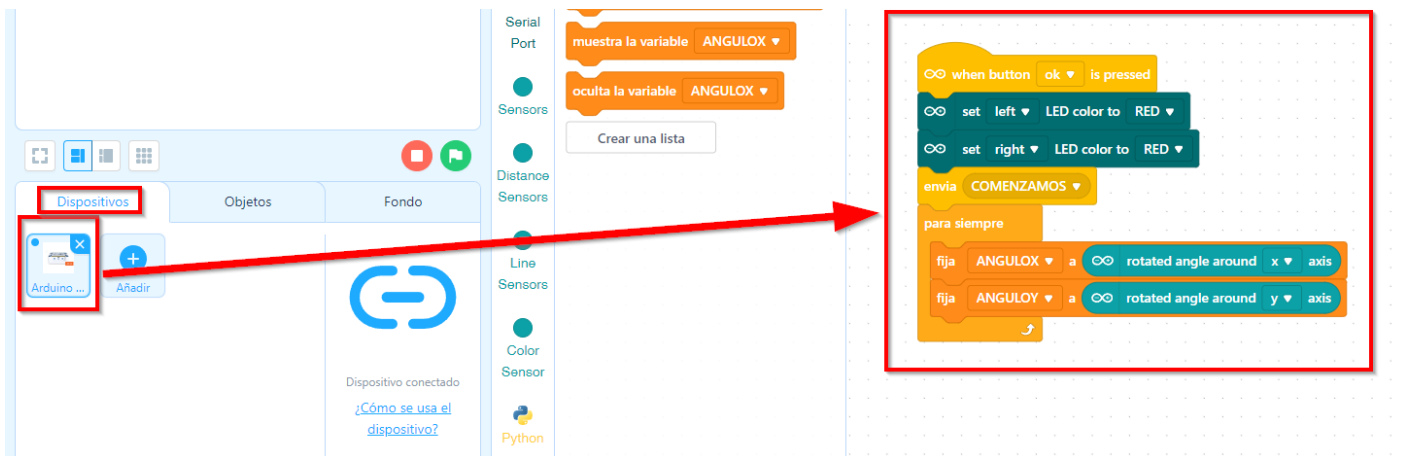 Dispositivos
Objetos
Fondo
Arduino ...
Añadir
Dispositivo conectado
¿Cómo se usa el
dispositivo?
Serial
Port
Sensors
Distance
Sensors
Line
Sensors
Color
Sensor
Python
muestra la variable ANGULOX
oculta la variable ANGULOX
Crear una lista
when button ok is pressed
set left LED color to RED
set right LED color to RED
envia COMENZAMOS
para siempre
fija ANGULOX a rotated angle around x axis
fija ANGULOY a rotated angle around y axis